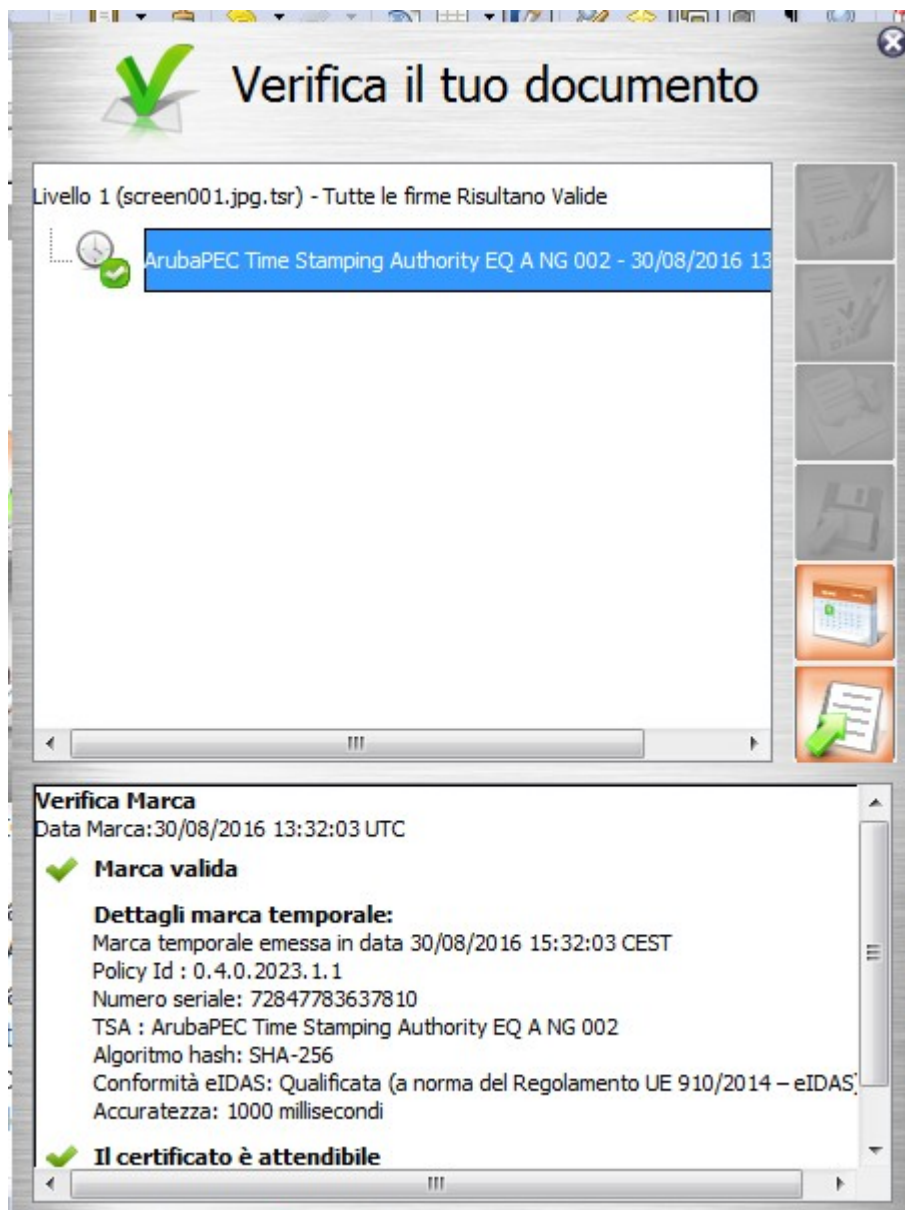 Verifica il tuo documento
Livello 1 (screen001.jpg.tsr) - Tutte le firme Risultano Valide
ArubaPEC Time Stamping Authority EQ A NG 002 - 30/08/2016 13
Verifica Marca
Data Marca:30/08/2016 13:32:03 UTC
Marca valida
Dettagli marca temporale:
Marca temporale emessa in data 30/08/2016 15:32:03 CEST
Policy Id : 0.4.0.2023.1.1
Numero seriale: 72847783637810
TSA : ArubaPEC Time Stamping Authority EQ A NG 002
Algoritmo hash: SHA-256
Conformità eIDAS: Qualificata (a norma del Regolamento UE 910/2014 – eIDAS)
Accuratezza: 1000 millisecondi
Il certificato è attendibile